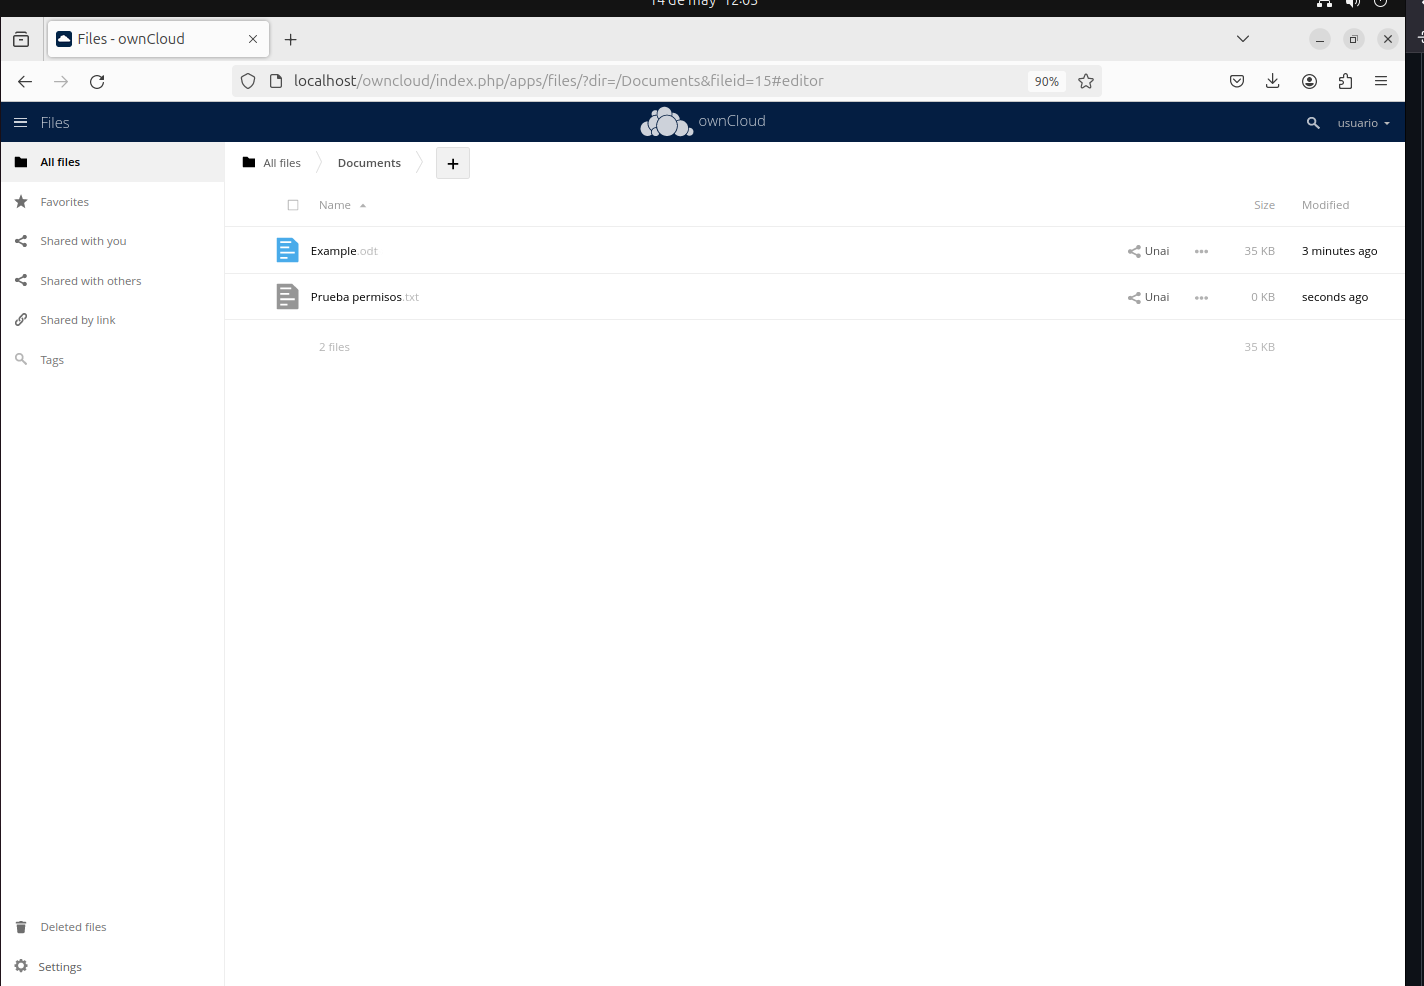 14 de may 12:03
Files - ownCloud
localhost/owncloud/index.php/apps/files/?dir=/Documents&fileid=15#editor
90%
Files
ownCloud
usuario
All files
Favorites
Shared with you
Shared with others
Shared by link
Tags
Deleted files
Settings
All files
Documents
+
Name
Size
Modified
Example.odt
Unai
35 KB
3 minutes ago
Prueba permisos.txt
Unai
0 KB
seconds ago
2 files
35 KB